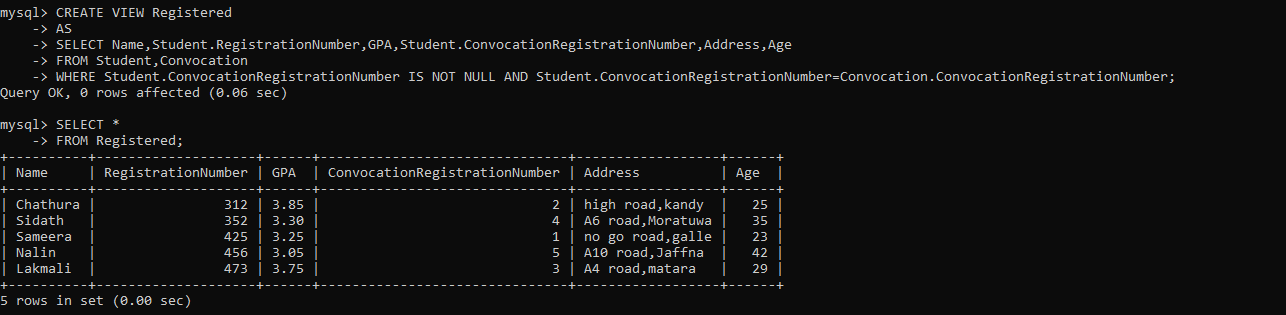 mysql> CREATE VIEW Registered
    -> AS
    -> SELECT Name,Student.RegistrationNumber,GPA,Student.ConvocationRegistrationNumber,Address,Age
    -> FROM Student,Convocation
    -> WHERE Student.ConvocationRegistrationNumber IS NOT NULL AND Student.ConvocationRegistrationNumber=Convocation.ConvocationRegistrationNumber;
Query OK, 0 rows affected (0.06 sec)

mysql> SELECT *
    -> FROM Registered;
+----------+--------------------+------+-------------------------------+------------------+------+
| Name     | RegistrationNumber | GPA  | ConvocationRegistrationNumber | Address          | Age  |
+----------+--------------------+------+-------------------------------+------------------+------+
| Chathura |                312 | 3.85 |                             2 | high road,kandy  |   25 |
| Sidath   |                352 | 3.30 |                             4 | A6 road,Moratuwa |   35 |
| Sameera  |                425 | 3.25 |                             1 | no go road,galle |   23 |
| Nalin    |                456 | 3.05 |                             5 | A10 road,Jaffna  |   42 |
| Lakmali  |                473 | 3.75 |                             3 | A4 road,matara   |   29 |
+----------+--------------------+------+-------------------------------+------------------+------+
5 rows in set (0.00 sec)